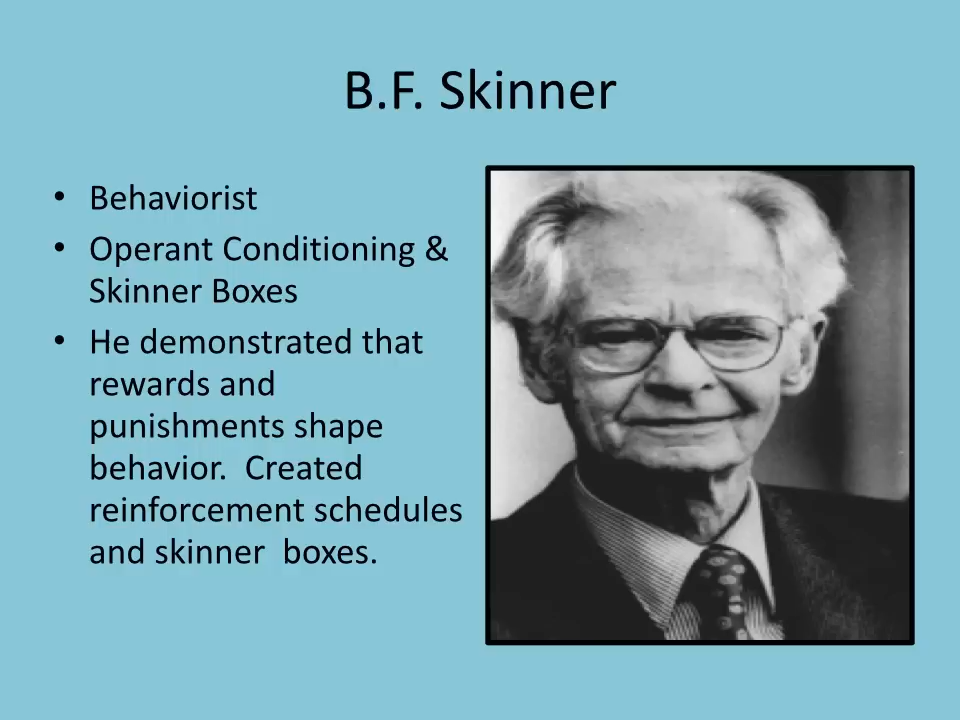 B.F. Skinner
• Behaviorist
• Operant Conditioning &
Skinner Boxes
• He demonstrated that
rewards and
punishments shape
behavior.  Created
reinforcement schedules
and skinner  boxes.